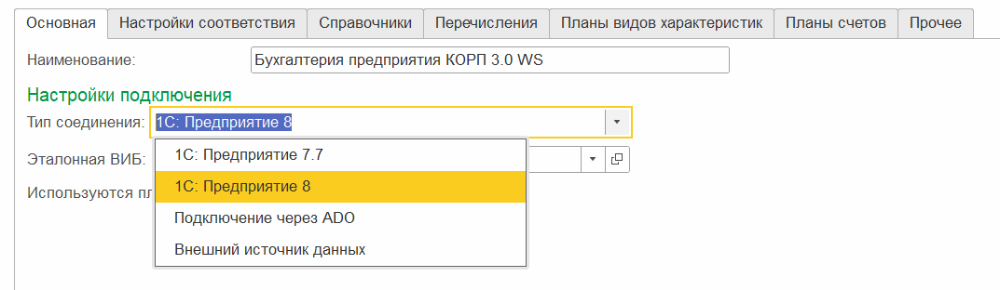 Основная Настройки соответствия Справочники Перечисления Планы видов характеристик Планы счетов Прочее
Наименование: Бухгалтерия предприятия КОРП 3.0 WS
Настройки подключения
Тип соединения: 1С: Предприятие 8
1С: Предприятие 7.7
Эталонная ВИБ:
1С: Предприятие 8
Используются
Подключение через ADO
Внешний источник данных